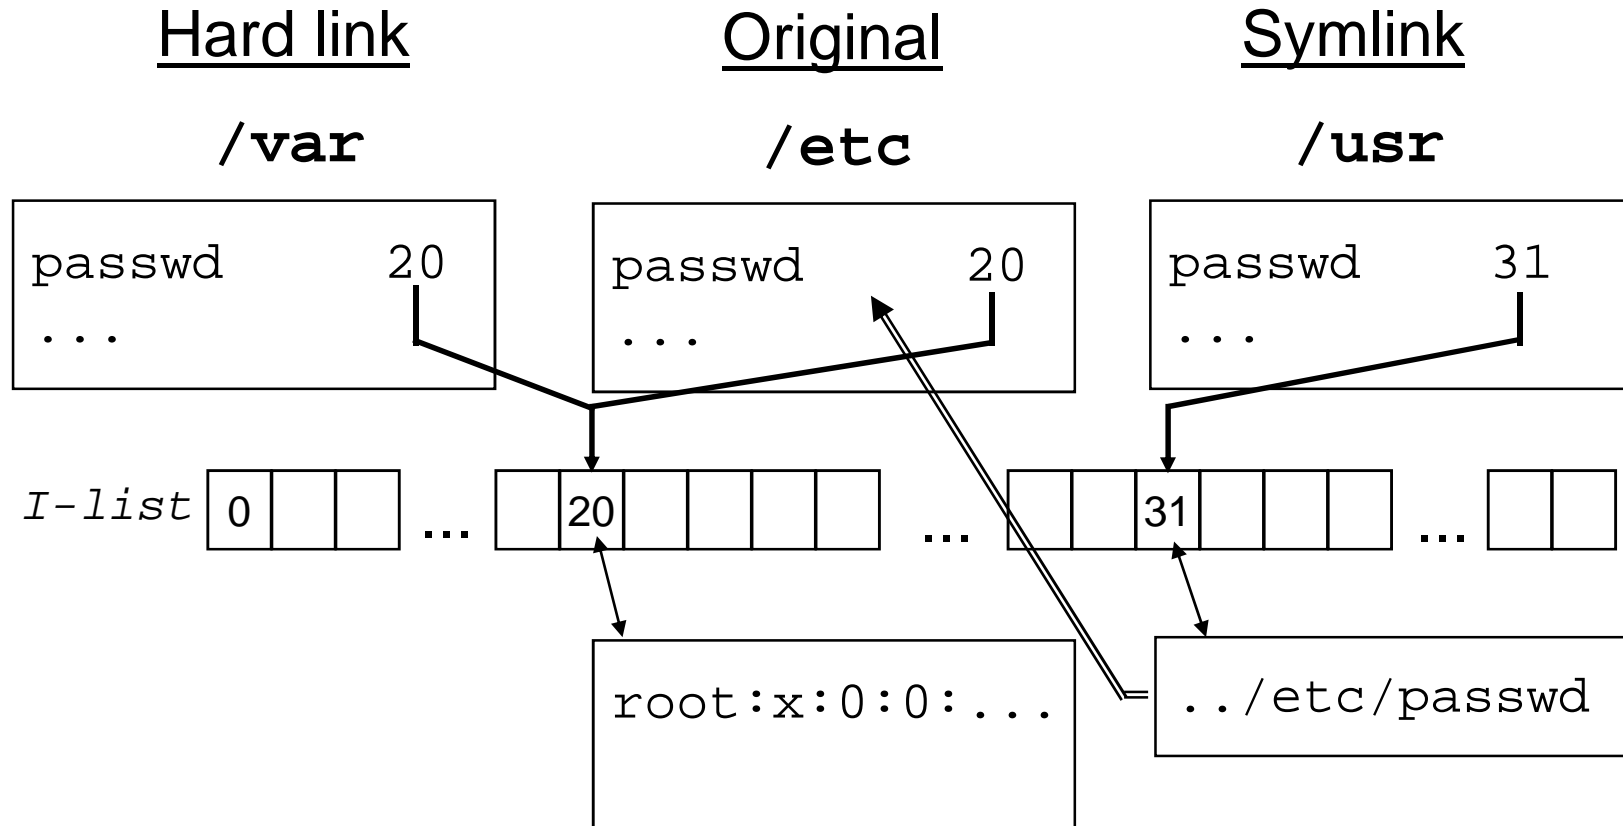 Hard link Original Symlink
/var /etc /usr
passwd 20 passwd 20 passwd 31
... ... ...
I-list 0 ... 20 ... 31 ...
root:x:0:0:... ../etc/passwd